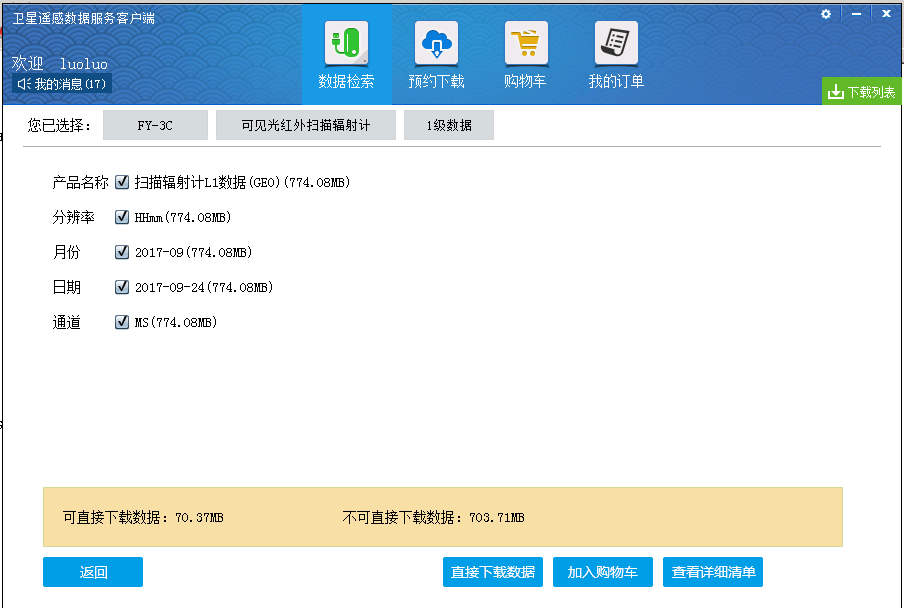 卫星遥感数据服务客户端
欢迎 luoluo
我的消息(17)
数据检索
预约下载
购物车
我的订单
下载列表
您已选择: FY-3C 可见光红外扫描辐射计 1级数据
产品名称 扫描辐射计L1数据(GEO)(774.08MB)
分辨率 HHmm(774.08MB)
月份 2017-09(774.08MB)
日期 2017-09-24(774.08MB)
通道 MS(774.08MB)
可直接下载数据: 70.37MB 不可直接下载数据: 703.71MB
返回 直接下载数据 加入购物车 查看详细清单